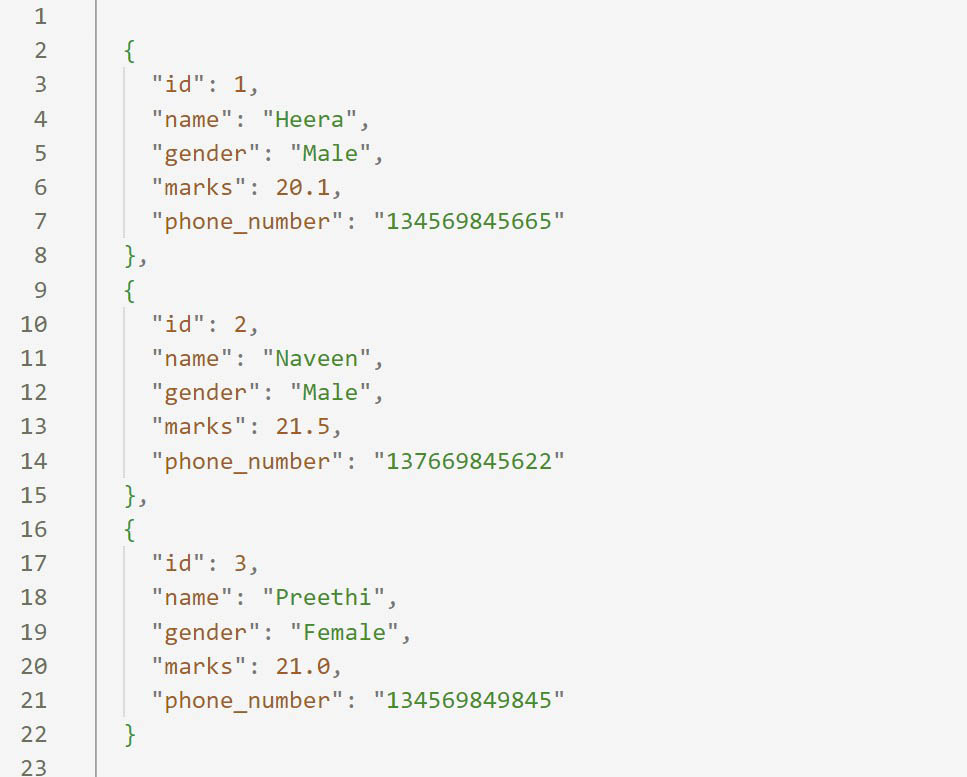 1
2 {
3 "id": 1,
4 "name": "Heera",
5 "gender": "Male",
6 "marks": 20.1,
7 "phone_number": "134569845665"
8 },
9 {
10 "id": 2,
11 "name": "Naveen",
12 "gender": "Male",
13 "marks": 21.5,
14 "phone_number": "137669845622"
15 },
16 {
17 "id": 3,
18 "name": "Preethi",
19 "gender": "Female",
20 "marks": 21.0,
21 "phone_number": "134569849845"
22 }
23